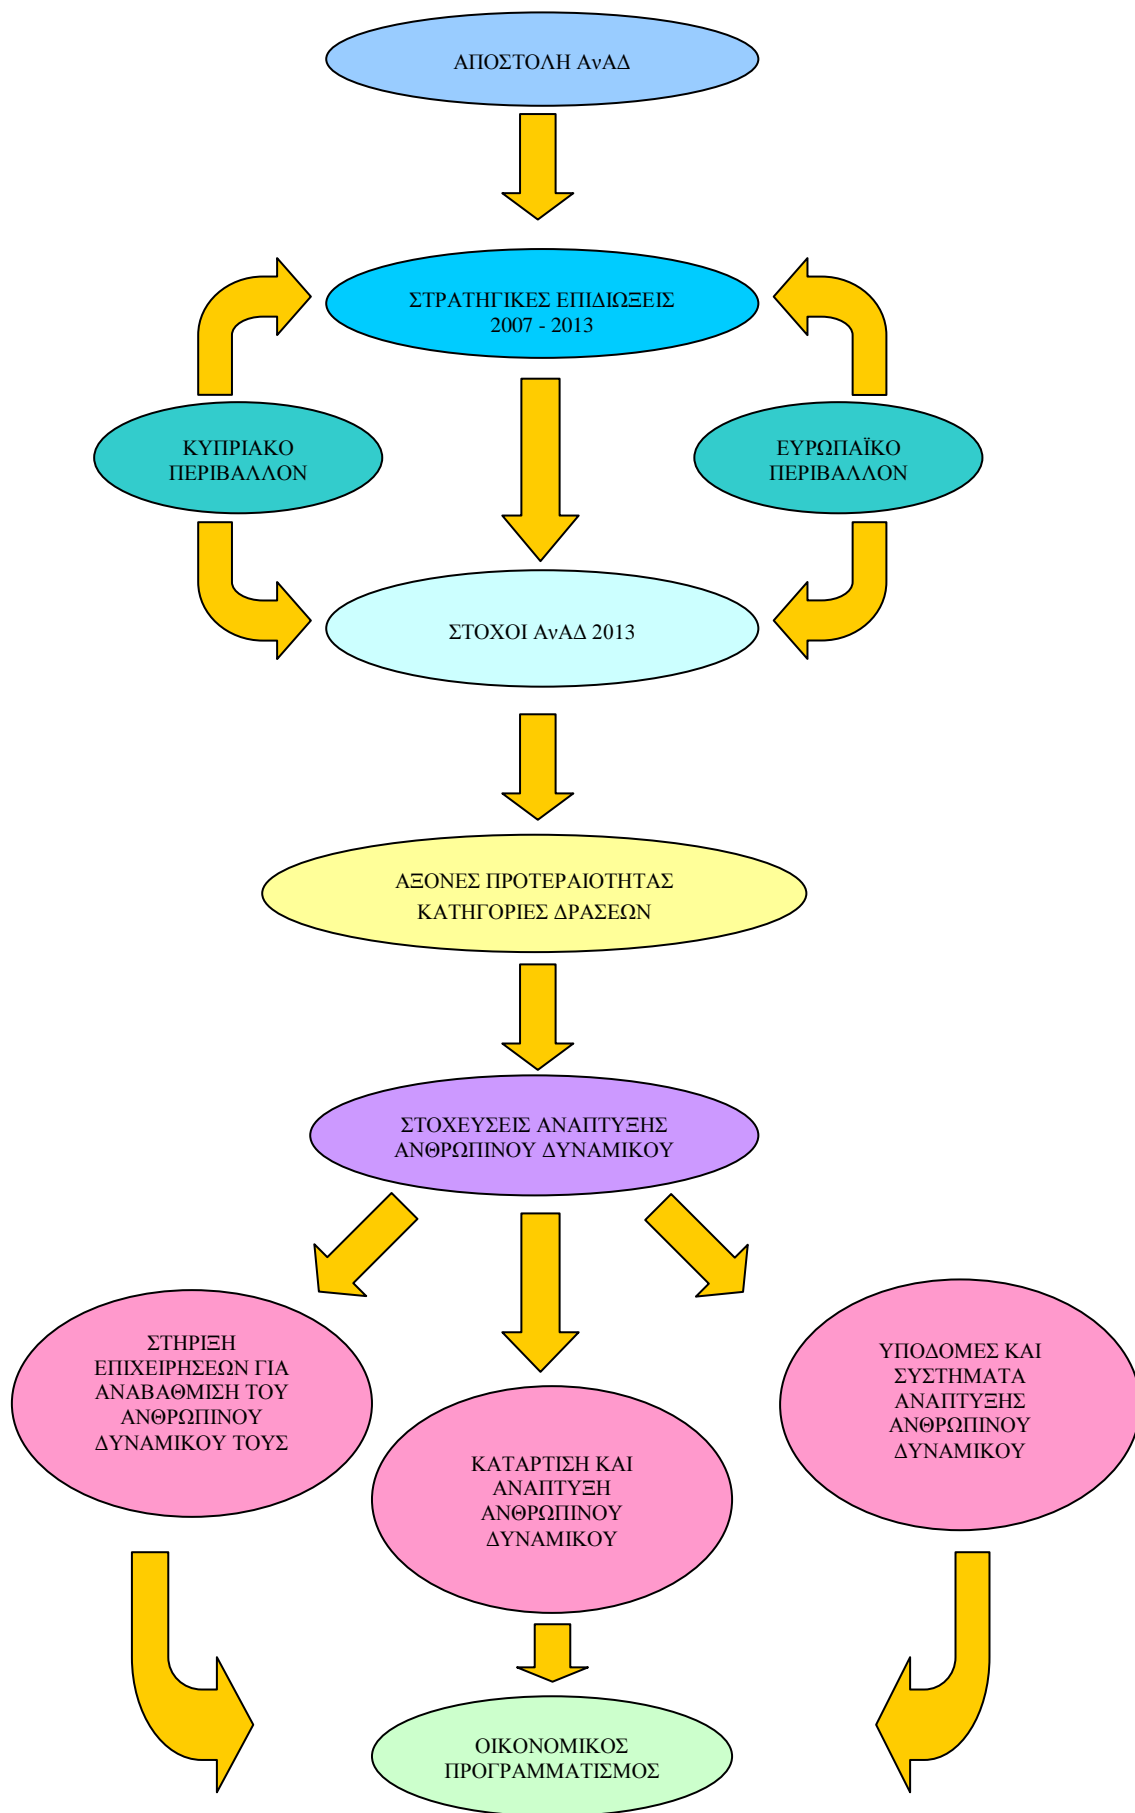 ΑΠΟΣΤΟΛΗ ΑνΑΔ
ΣΤΡΑΤΗΓΙΚΕΣ ΕΠΙΔΙΩΞΕΙΣ
2007 - 2013
ΚΥΠΡΙΑΚΟ
ΠΕΡΙΒΑΛΛΟΝ
ΕΥΡΩΠΑΪΚΟ
ΠΕΡΙΒΑΛΛΟΝ
ΣΤΟΧΟΙ ΑνΑΔ 2013
ΑΞΟΝΕΣ ΠΡΟΤΕΡΑΙΟΤΗΤΑΣ
ΚΑΤΗΓΟΡΙΕΣ ΔΡΑΣΕΩΝ
ΣΤΟΧΕΥΣΕΙΣ ΑΝΑΠΤΥΞΗΣ
ΑΝΘΡΩΠΙΝΟΥ ΔΥΝΑΜΙΚΟΥ
ΣΤΗΡΙΞΗ
ΕΠΙΧΕΙΡΗΣΕΩΝ ΓΙΑ
ΑΝΑΒΑΘΜΙΣΗ ΤΟΥ
ΑΝΘΡΩΠΙΝΟΥ
ΔΥΝΑΜΙΚΟΥ ΤΟΥΣ
ΚΑΤΑΡΤΙΣΗ ΚΑΙ
ΑΝΑΠΤΥΞΗ
ΑΝΘΡΩΠΙΝΟΥ
ΔΥΝΑΜΙΚΟΥ
ΥΠΟΔΟΜΕΣ ΚΑΙ
ΣΥΣΤΗΜΑΤΑ
ΑΝΑΠΤΥΞΗΣ
ΑΝΘΡΩΠΙΝΟΥ
ΔΥΝΑΜΙΚΟΥ
ΟΙΚΟΝΟΜΙΚΟΣ
ΠΡΟΓΡΑΜΜΑΤΙΣΜΟΣ